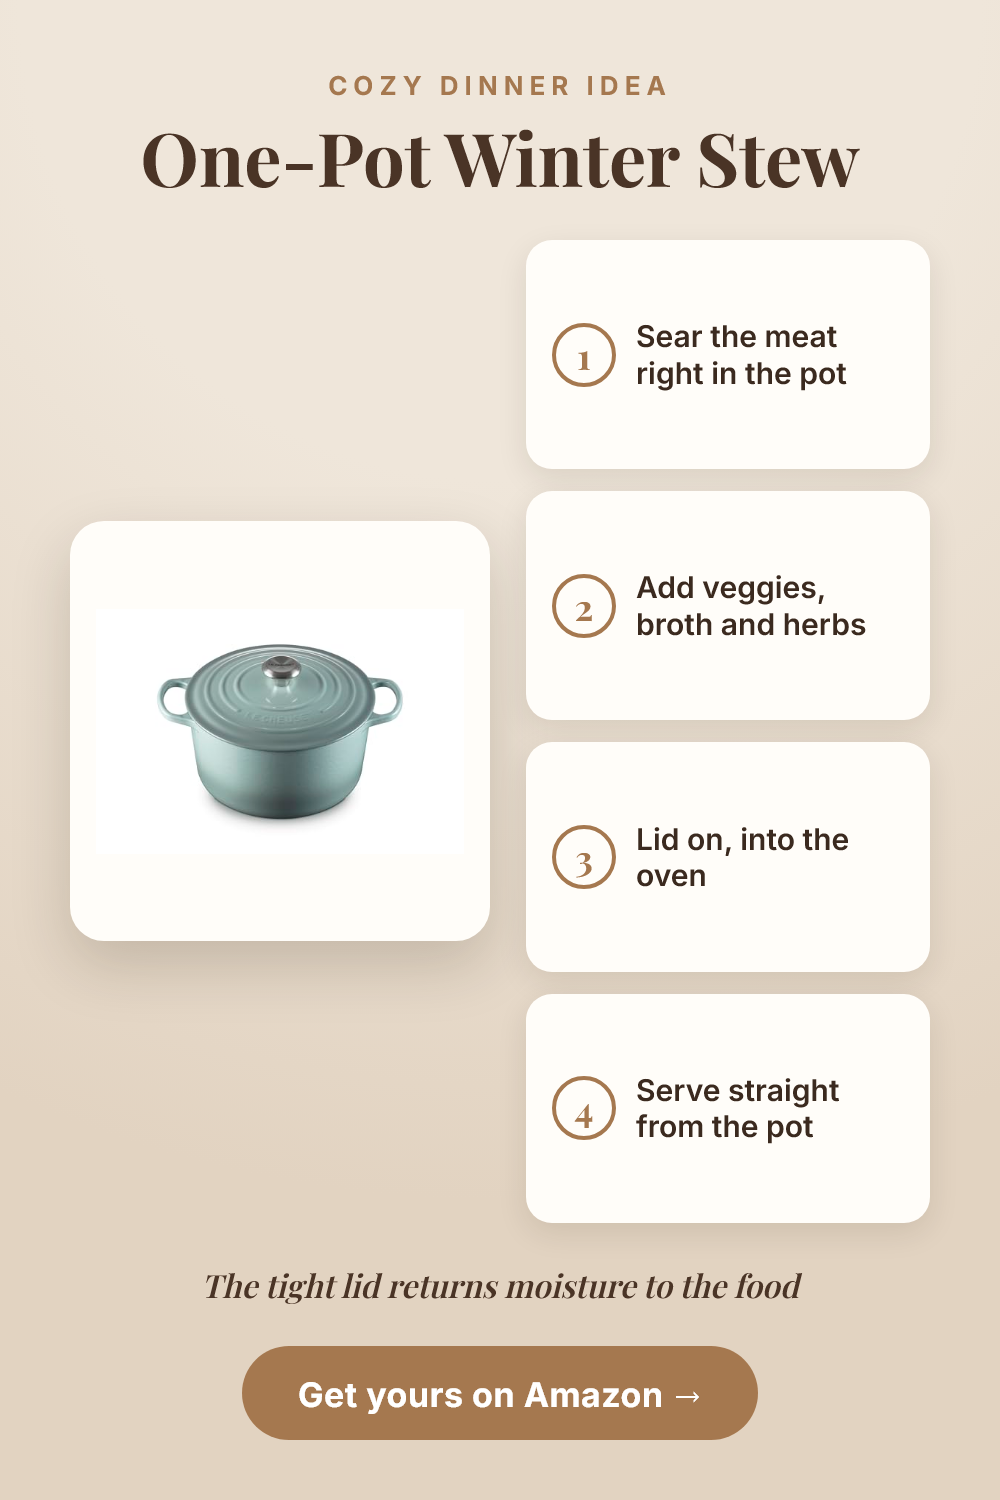 COZY DINNER IDEA
One-Pot Winter Stew
1
Sear the meat
right in the pot
2
Add veggies,
broth and herbs
LE CREUSET
3
Lid on, into the
oven
4
Serve straight
from the pot
The tight lid returns moisture to the food
Get yours on Amazon →